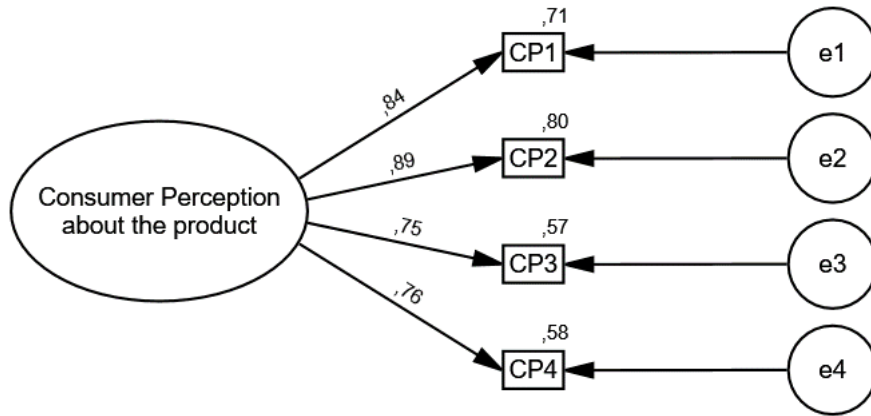 ,71
CP1
e1
,84
,80
CP2
e2
,89
Consumer Perception
about the product
,75
,57
CP3
e3
,76
,58
CP4
e4